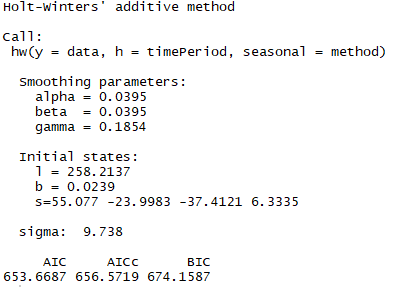 Holt-Winters' additive method
Call:
hw(y = data, h = timePeriod, seasonal = method)
Smoothing parameters:
alpha = 0.0395
beta  = 0.0395
gamma = 0.1854
Initial states:
l = 258.2137
b = 0.0239
s=55.077 -23.9983 -37.4121 6.3335
sigma:  9.738
AIC     AICc      BIC
653.6687 656.5719 674.1587